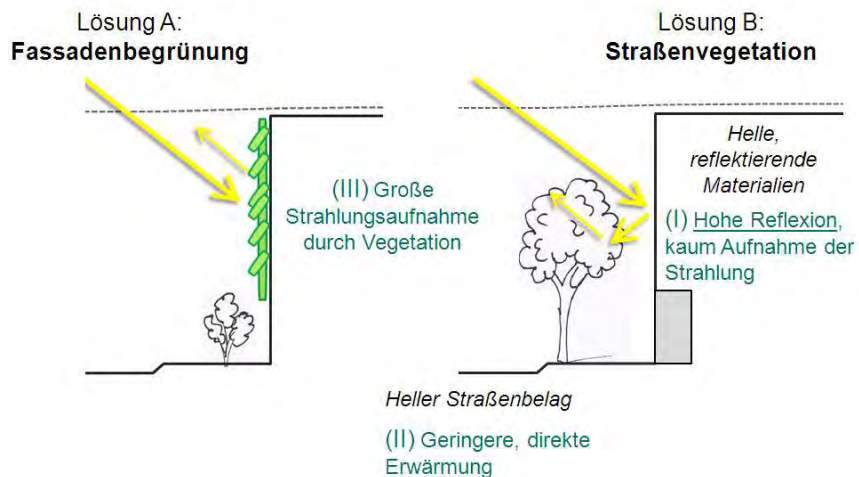 Lösung A:
Fassadenbegrünung
(III) Große
Strahlungsaufnahme
durch Vegetation
Lösung B:
Straßenvegetation
Helle,
reflektierende
Materialien
(I) Hohe Reflexion,
kaum Aufnahme der
Strahlung
Heller Straßenbelag
(II) Geringere, direkte
Erwärmung